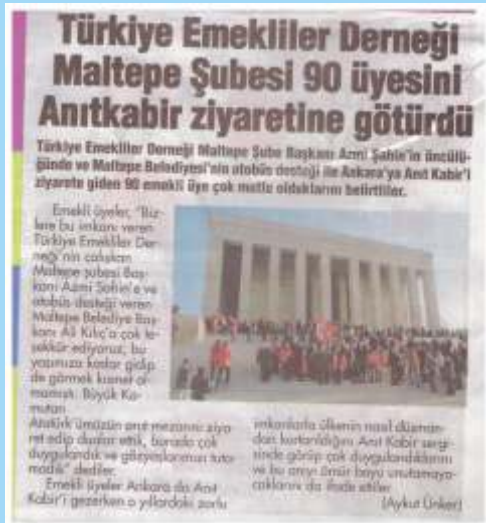 Türkiye Emekliler Derneği
Maltepe Şubesi 90 üyesini
Anıtkabir ziyaretine götürdü
Türkiye Emekliler Derneği Maltepe Şube Başkanı Azmi Şahin'in öncülü-
ğünde ve Maltepe Belediyesi'nin otobüs desteği ile Ankara'ya Anıt Kabir'i
ziyarete giden 90 emekli üye çok mutlu olduklarını belirttiler.
Emekli üyeler, "Biz-
lere bu imkanı veren
Türkiye Emekliler Der-
neği'nin çalışkan
Maltepe şubesi Baş-
kanı Azmi Şahin'e ve
otobüs desteği veren
Maltepe Belediye Baş-
kanı Ali Kılıç'a çok te-
şekkür ediyoruz, bu
yaşımıza kadar gidip
de görmek kısmet ol-
mamıştı. Büyük Ko-
mutan
Atatürk'ümüzün anıt mezarını ziya-
ret edip dualar ettik, burada çok
duygulandık ve gözyaşlarımızı tuta-
madık" dediler.
Emekli üyeler Ankara da Anıt
Kabir'i gezerken o yıllardaki zorlu
imkanlarla ülkenin nasıl düşman-
dan kurtarıldığını Anıt Kabir sergi-
sinde görüp çok duygulandıklarını
ve bu anıyı ömür boyu unutamaya-
caklarını da ifade ettiler.
(Aykut Ünker)